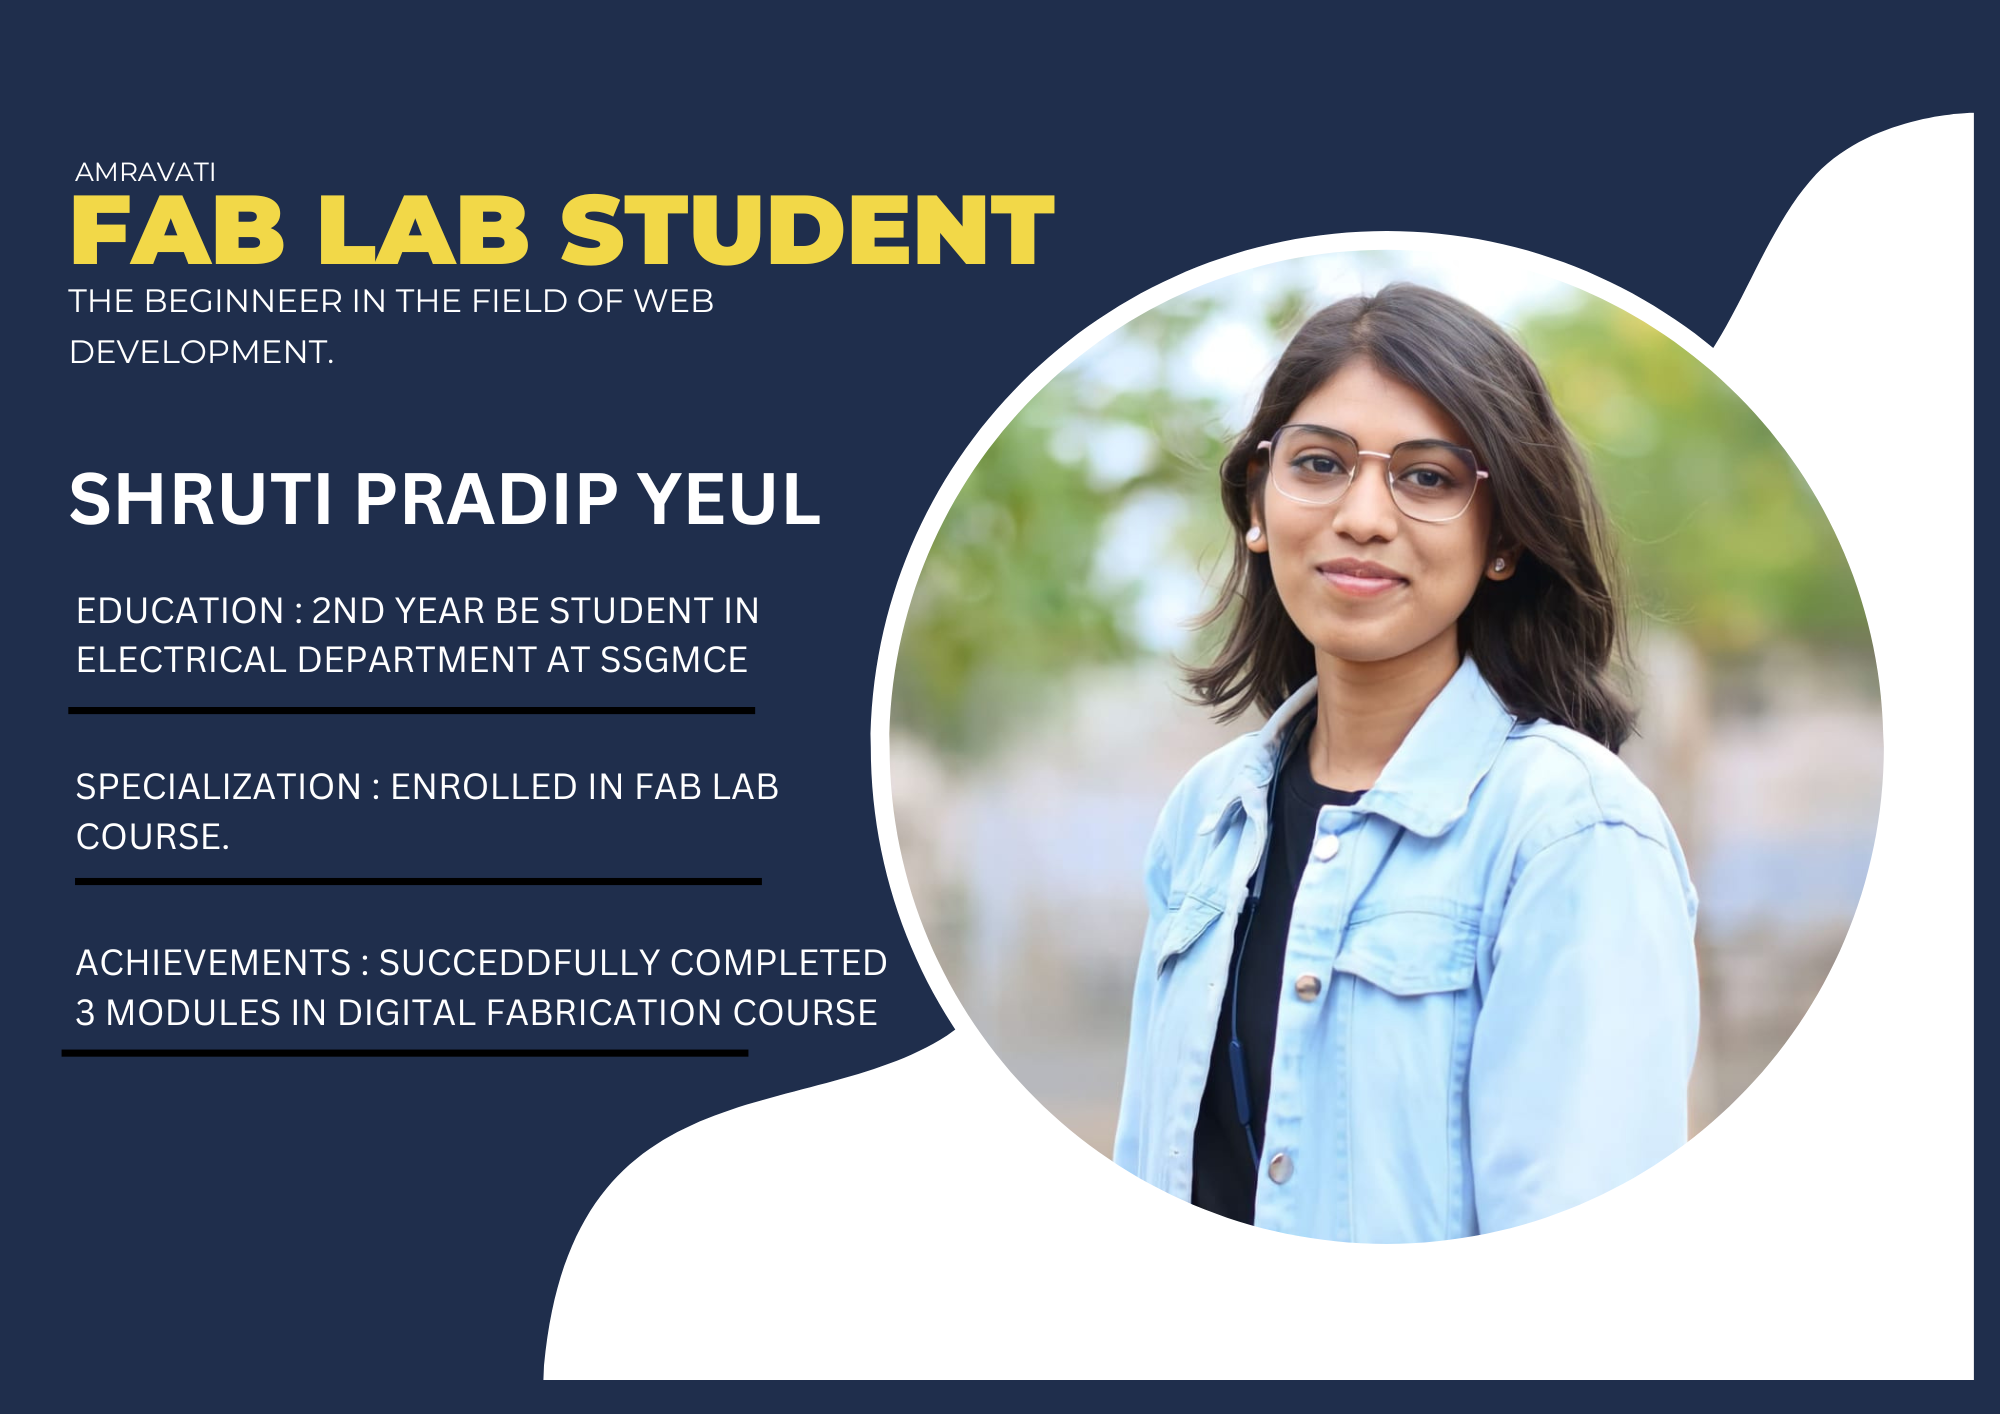 AMRAVATI
FAB LAB STUDENT
THE BEGINNEER IN THE FIELD OF WEB
DEVELOPMENT.
SHRUTI PRADIP YEUL
EDUCATION : 2ND YEAR BE STUDENT IN
ELECTRICAL DEPARTMENT AT SSGMCE
SPECIALIZATION : ENROLLED IN FAB LAB
COURSE.
ACHIEVEMENTS : SUCCEDDFULLY COMPLETED
3 MODULES IN DIGITAL FABRICATION COURSE